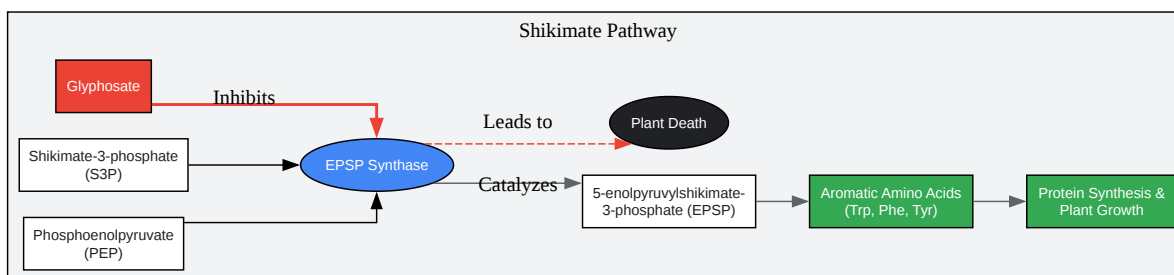 Shikimate Pathway
Glyphosate
Inhibits
Shikimate-3-phosphate
(S3P)
EPSP Synthase
Leads to
Plant Death
Catalyzes
Phosphoenolpyruvate
(PEP)
5-enolpyruvylshikimate-
3-phosphate (EPSP)
Aromatic Amino Acids
(Trp, Phe, Tyr)
Protein Synthesis &
Plant Growth